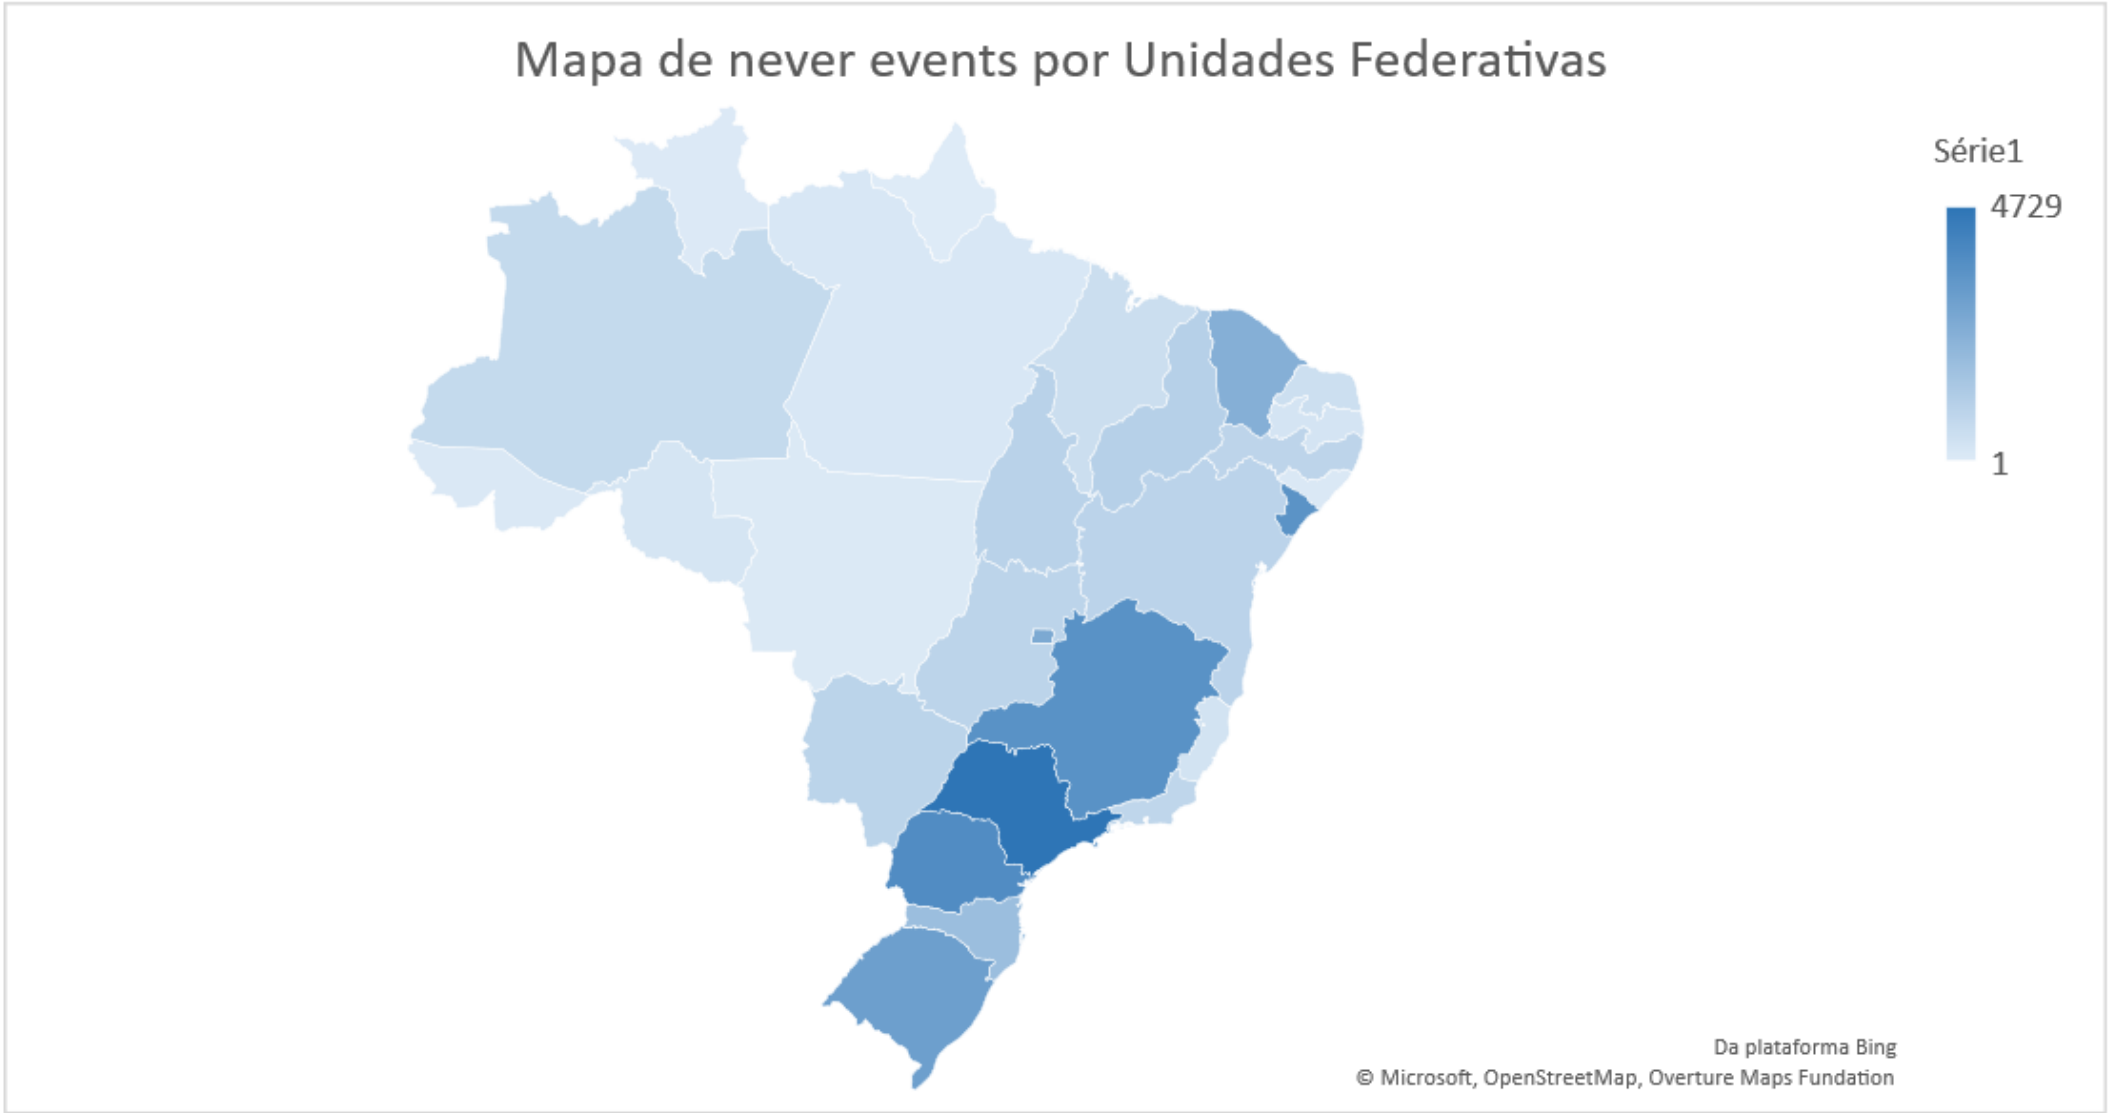 Mapa de never events por Unidades Federativas
Série1
4729
1
Da plataforma Bing
© Microsoft, OpenStreetMap, Overture Maps Fundation